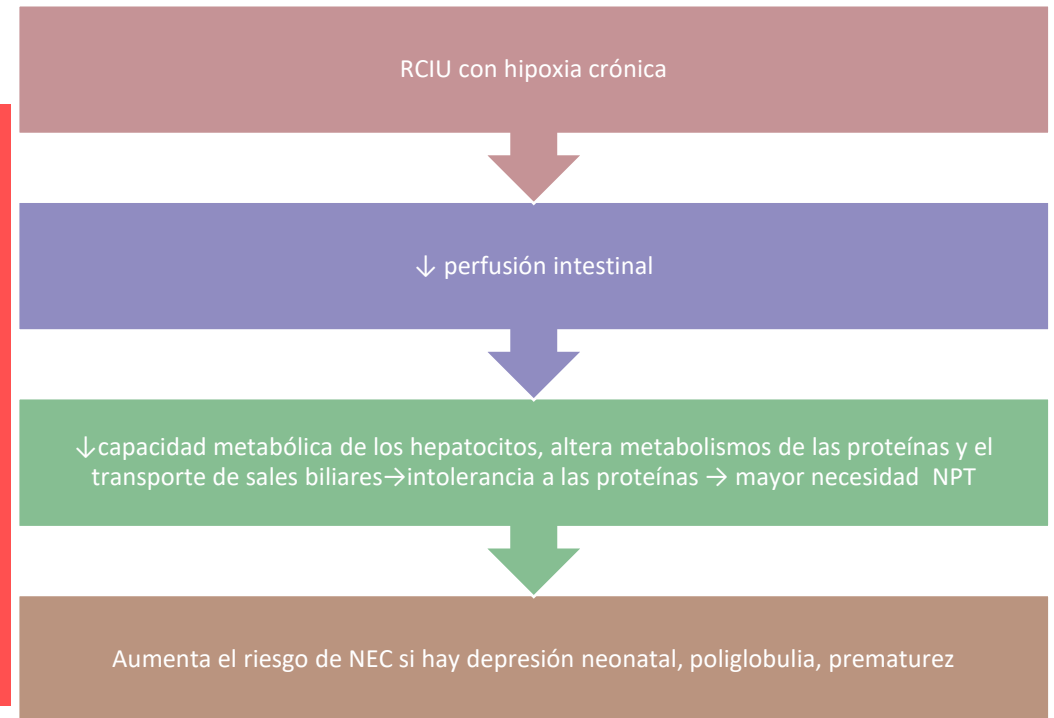 RCIU con hipoxia crónica
↓ perfusión intestinal
↓capacidad metabólica de los hepatocitos, altera metabolismos de las proteínas y el
transporte de sales biliares→intolerancia a las proteínas → mayor necesidad NPT
Aumenta el riesgo de NEC si hay depresión neonatal, poliglobulia, prematurez